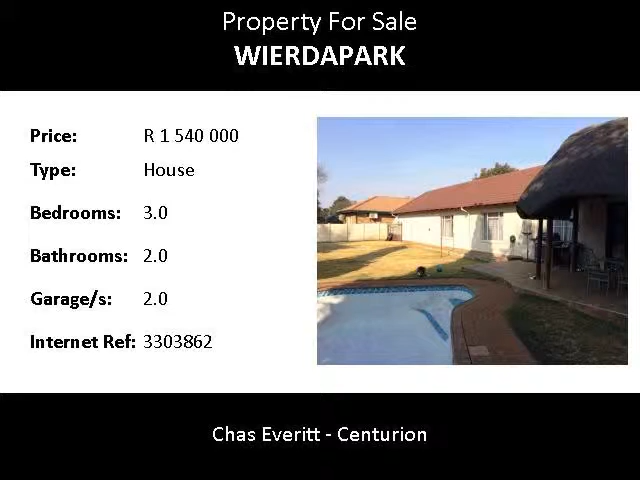 Property For Sale
WIERDAPARK
Price: R 1 540 000
Type: House
Bedrooms: 3.0
Bathrooms: 2.0
Garage/s: 2.0
Internet Ref: 3303862
Chas Everitt - Centurion